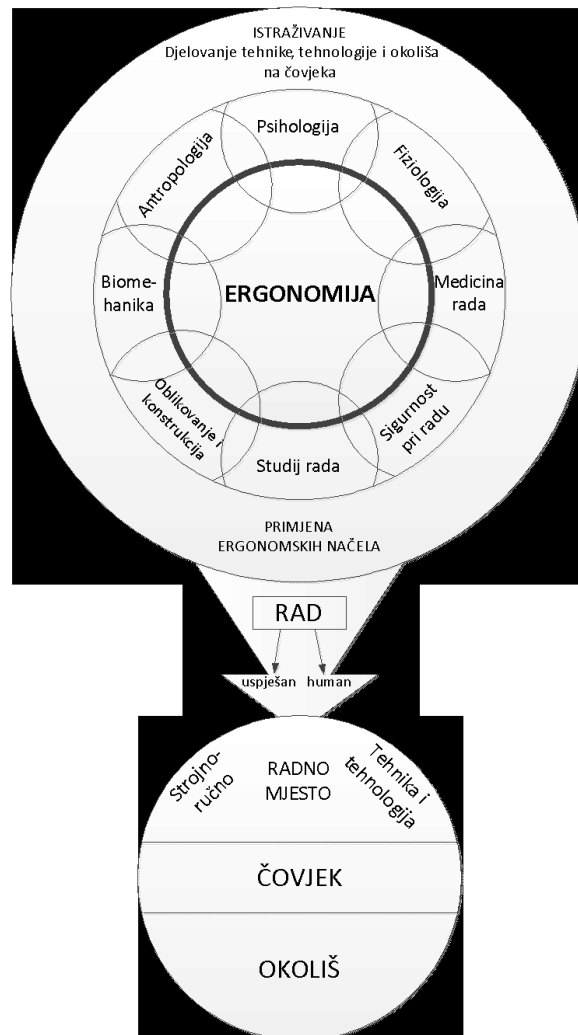 ISTRAŽIVANJE
Djelovanje tehnike, tehnologije i okoliša
na čovjeka
Psihologija
Antropologija
Fiziologija
Biome-
hanika
ERGONOMIJA
Medicina
rada
Oblikovanje i
konstrukcija
Studij rada
Sigurnost
pri radu
PRIMJENA
ERGONOMSKIH NAČELA
RAD
uspješan human
Strojno-
ručno
RADNO
MJESTO
Tehnika i
tehnologija
ČOVJEK
OKOLIŠ